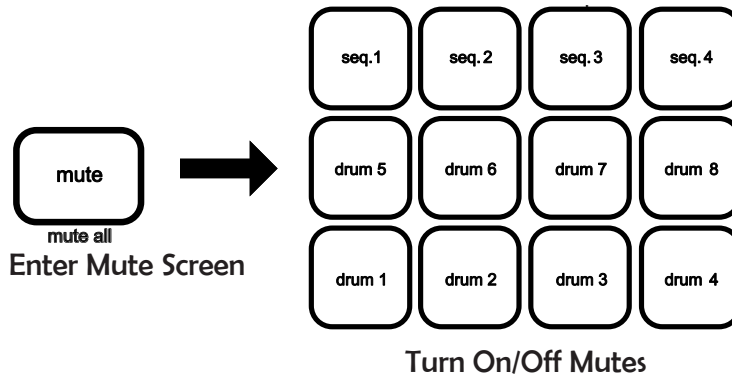 seq.1 seq.2 seq.3 seq.4
mute
drum 5 drum 6 drum 7 drum 8
mute all
Enter Mute Screen
drum 1 drum 2 drum 3 drum 4
Turn On/Off Mutes